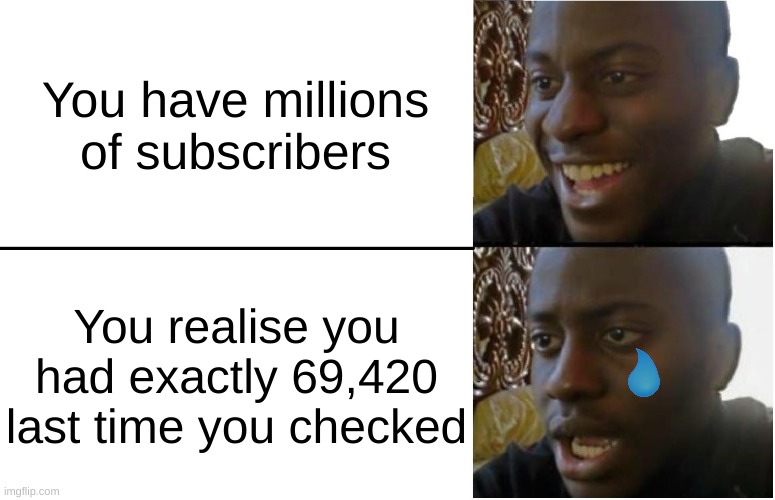 You have millions
of subscribers
You realise you
had exactly 69,420
last time you checked
imgflip.com